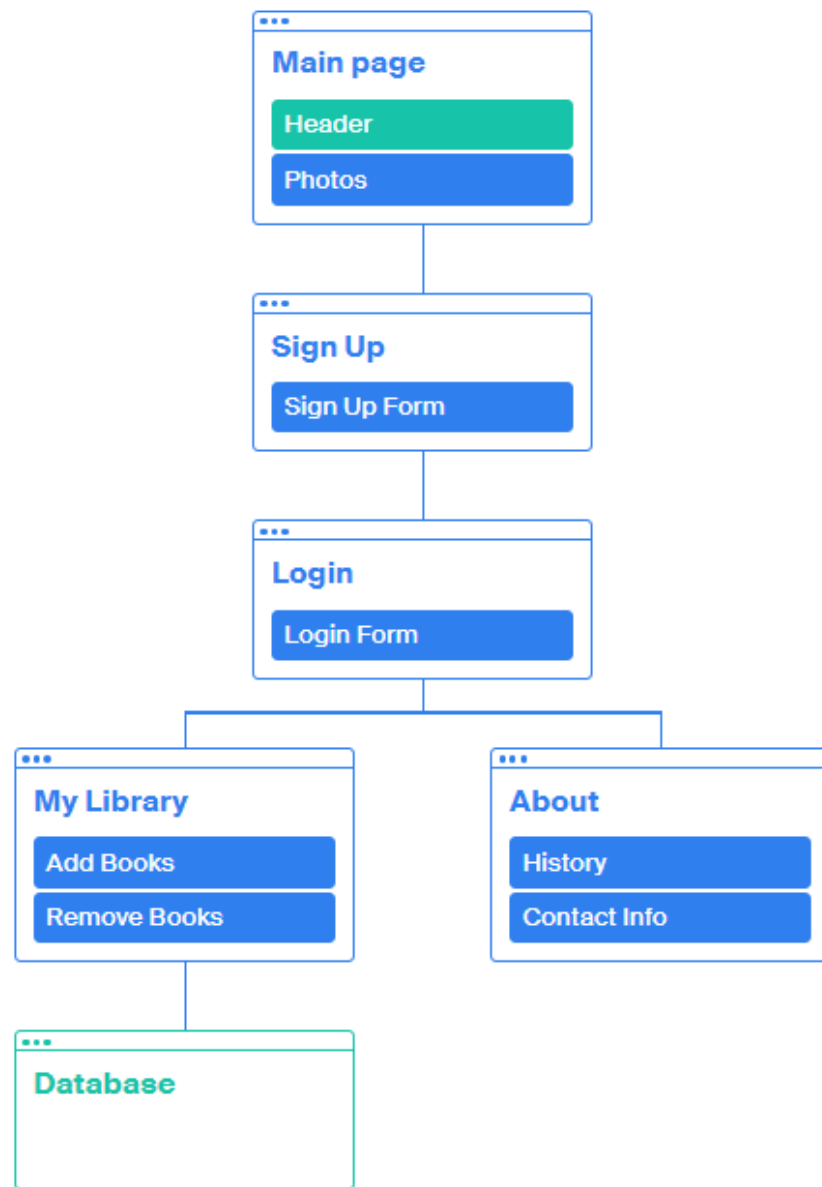 Main page
Header
Photos
Sign Up
Sign Up Form
Login
Login Form
My Library
Add Books
Remove Books
About
History
Contact Info
Database